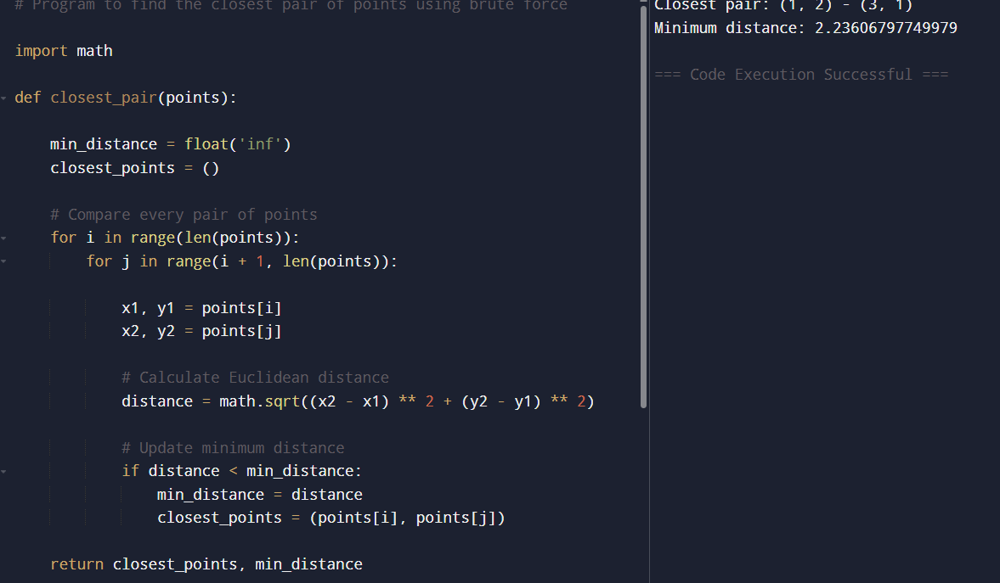 # Program to find the closest pair of points using brute force
import math
def closest_pair(points):
    min_distance = float('inf')
    closest_points = ()
    # Compare every pair of points
    for i in range(len(points)):
        for j in range(i + 1, len(points)):
            x1, y1 = points[i]
            x2, y2 = points[j]
            # Calculate Euclidean distance
            distance = math.sqrt((x2 - x1) ** 2 + (y2 - y1) ** 2)
            # Update minimum distance
            if distance < min_distance:
                min_distance = distance
                closest_points = (points[i], points[j])
    return closest_points, min_distance
Closest pair: (1, 2) - (3, 1)
Minimum distance: 2.23606797749979
=== Code Execution Successful ===